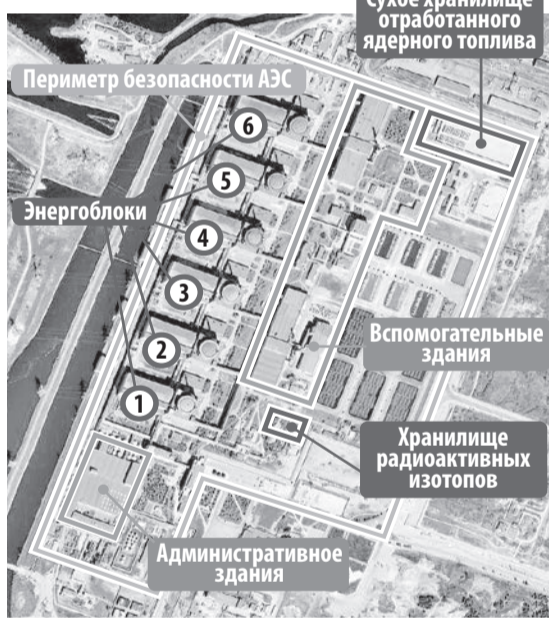 Сухое хранилище
отработанного
ядерного топлива
Периметр безопасности АЭС
6
5
Энергоблоки
4
3
2
1
Вспомогательные
здания
Хранилище
радиоактивных
изотопов
Административное
здания